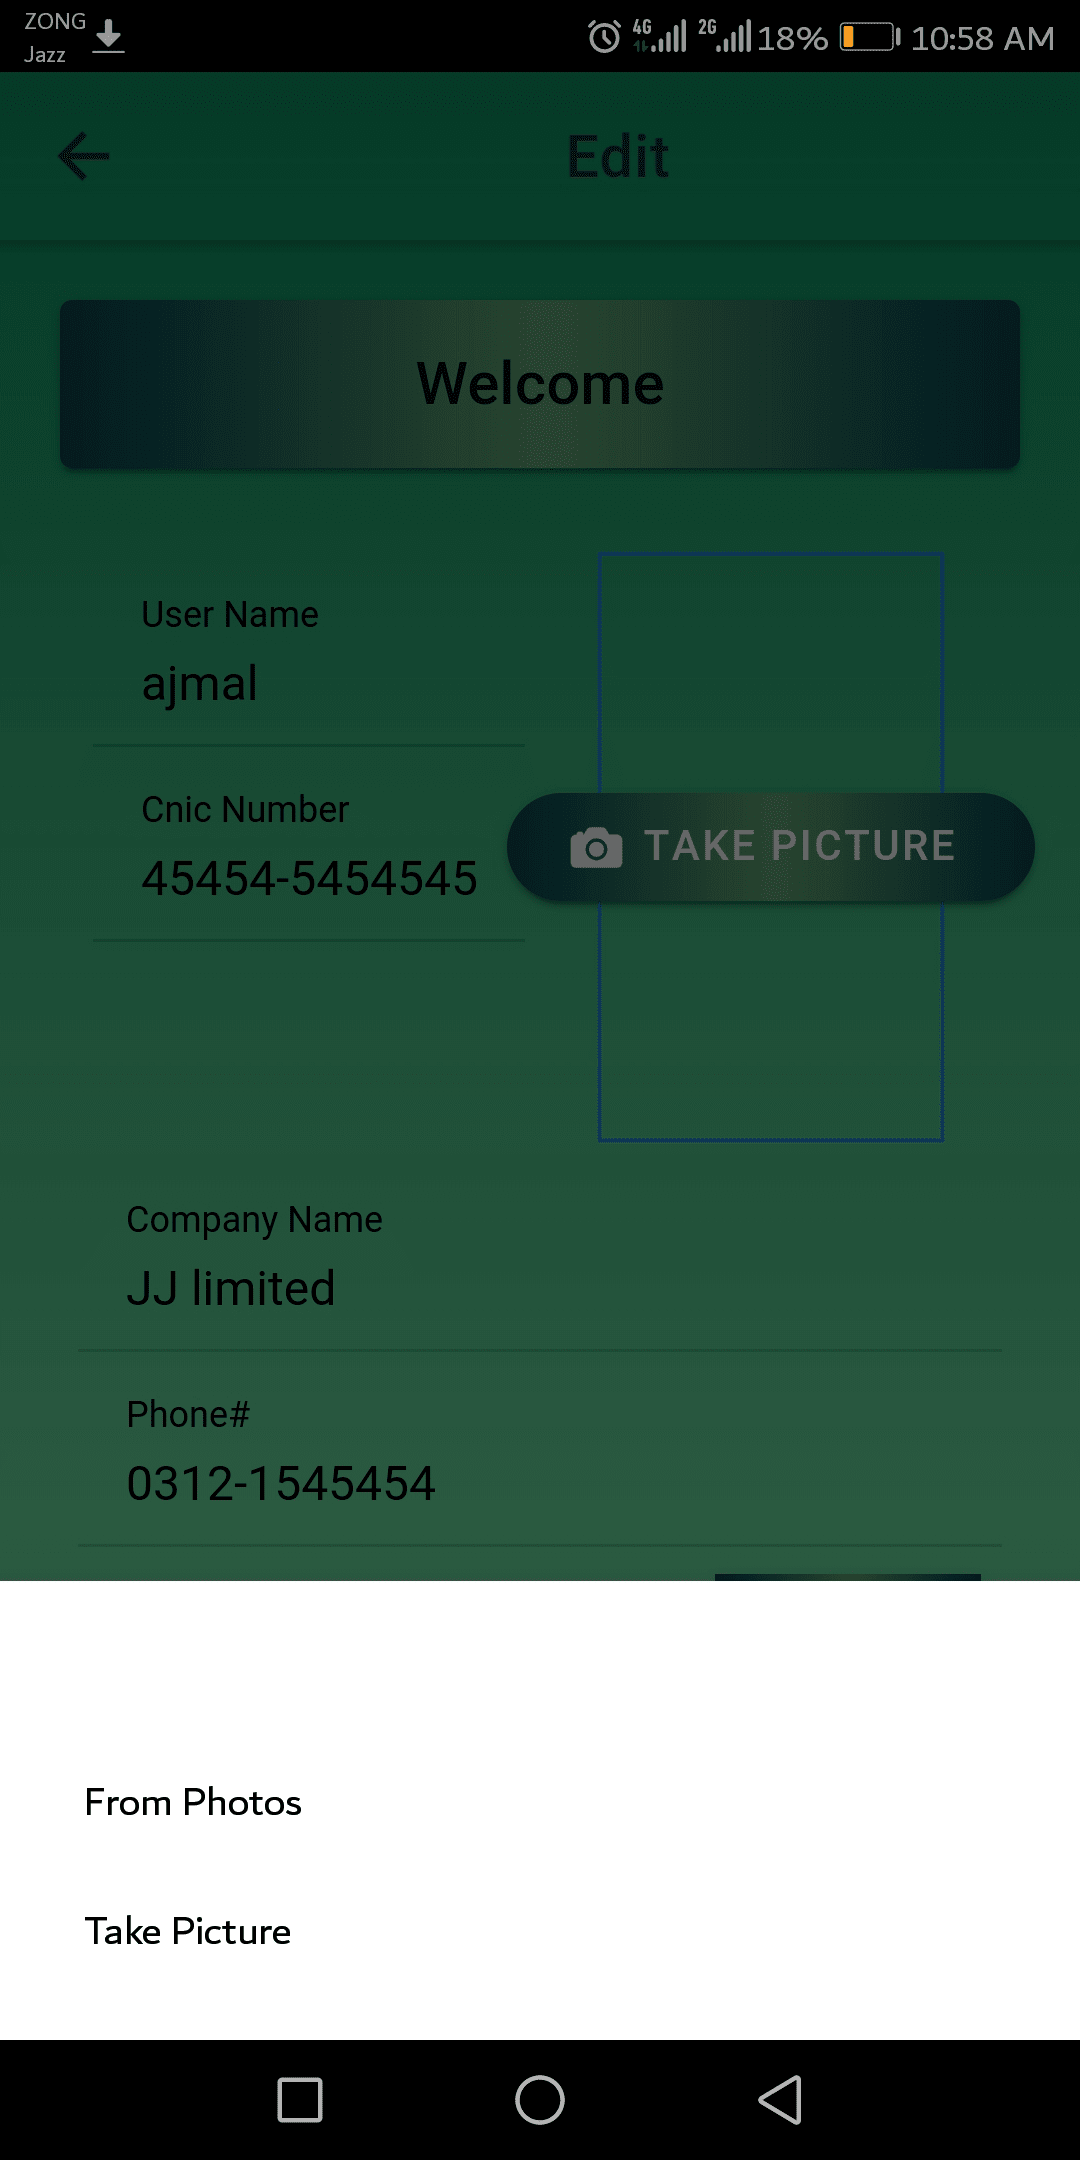 ZONG
Jazz
4G 2G 18% 10:58 AM
Edit
Welcome
User Name
ajmal
Cnic Number
45454-5454545
TAKE PICTURE
Company Name
JJ limited
Phone#
0312-1545454
From Photos
Take Picture